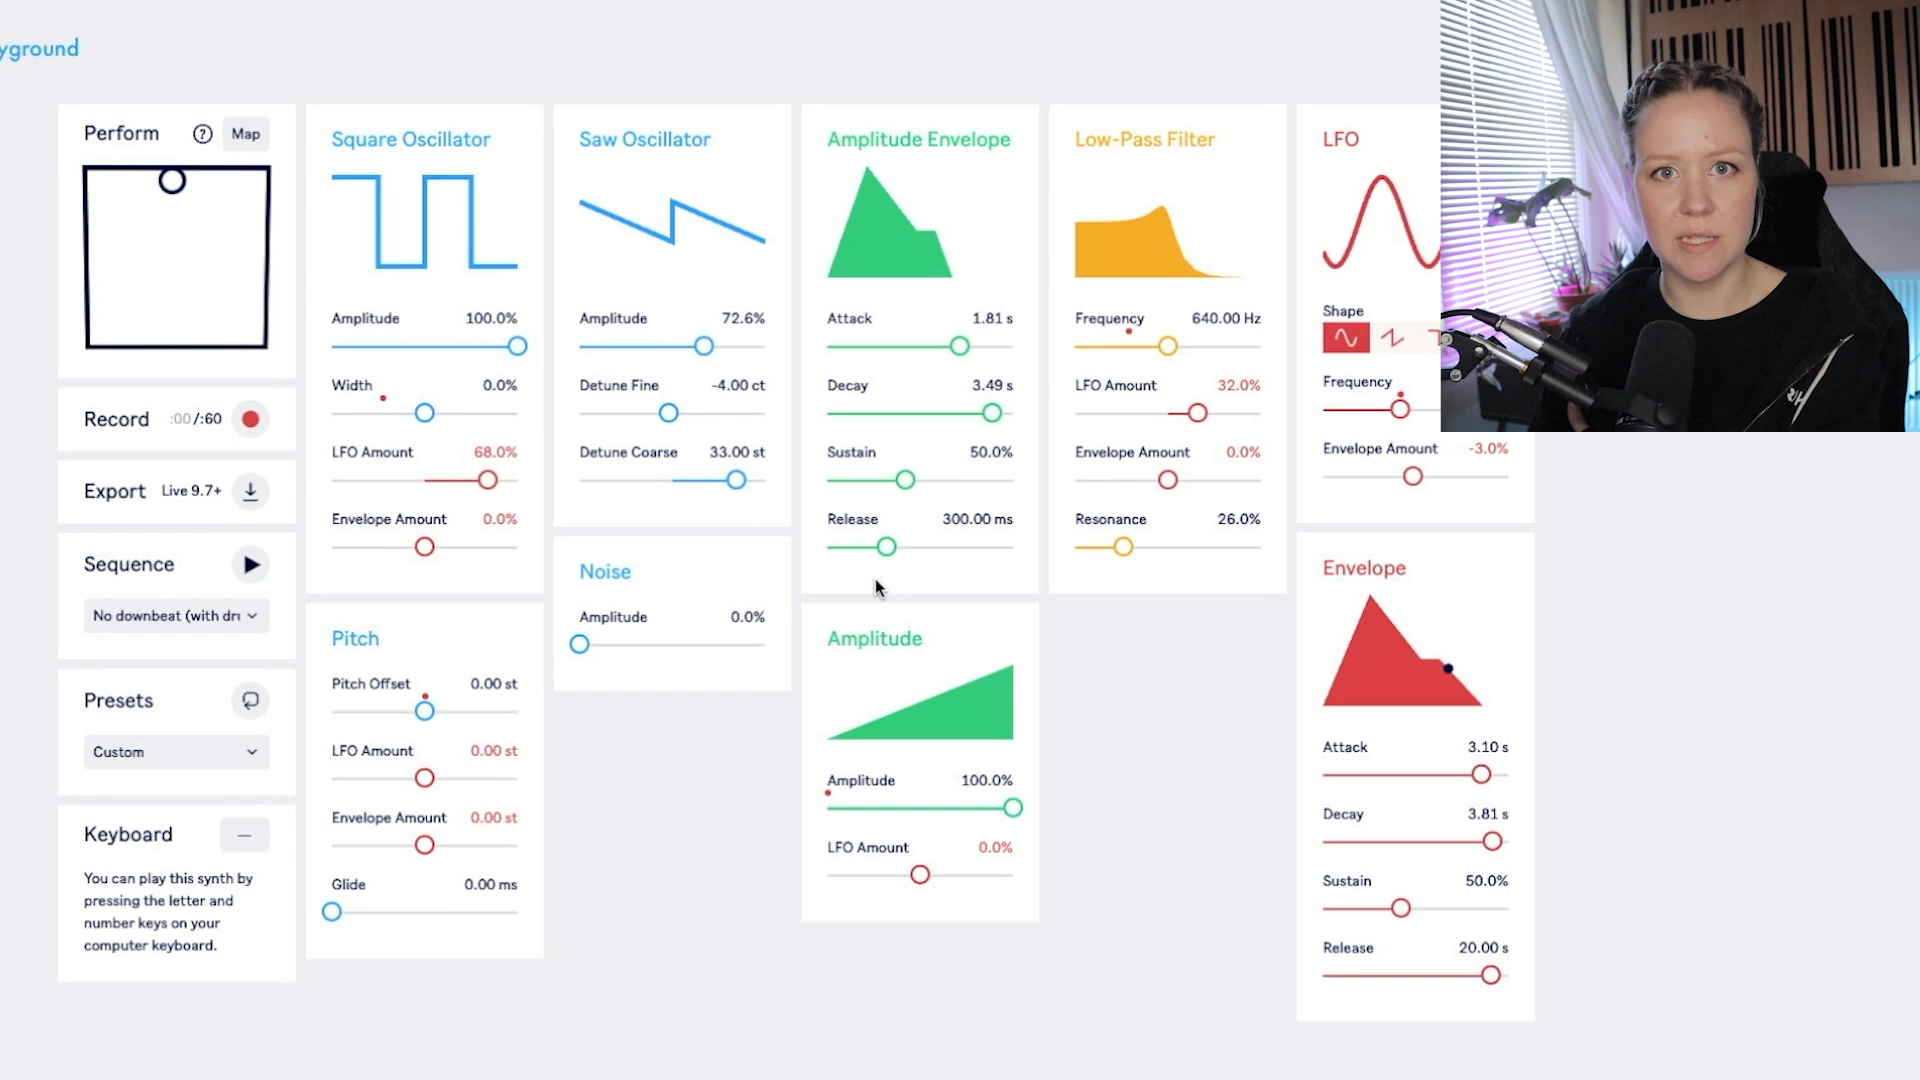 yground
Perform
Map
Record
:00/:60
Export
Live 9.7+
Sequence
No downbeat (with dru
Presets
Custom
Keyboard
You can play this synth by
pressing the letter and
number keys on your
computer keyboard.
Square Oscillator
Amplitude 100.0%
Width 0.0%
LFO Amount 68.0%
Envelope Amount 0.0%
Pitch
Pitch Offset 0.00 st
LFO Amount 0.00 st
Envelope Amount 0.00 st
Glide 0.00 ms
Saw Oscillator
Amplitude 72.6%
Detune Fine -4.00 ct
Detune Coarse 33.00 st
Noise
Amplitude 0.0%
Amplitude Envelope
Attack 1.81 s
Decay 3.49 s
Sustain 50.0%
Release 300.00 ms
Amplitude
Amplitude 100.0%
LFO Amount 0.0%
Low-Pass Filter
Frequency 640.00 Hz
LFO Amount 32.0%
Envelope Amount 0.0%
Resonance 26.0%
LFO
Shape
Frequency
Envelope Amount -3.0%
Envelope
Attack 3.10 s
Decay 3.81 s
Sustain 50.0%
Release 20.00 s